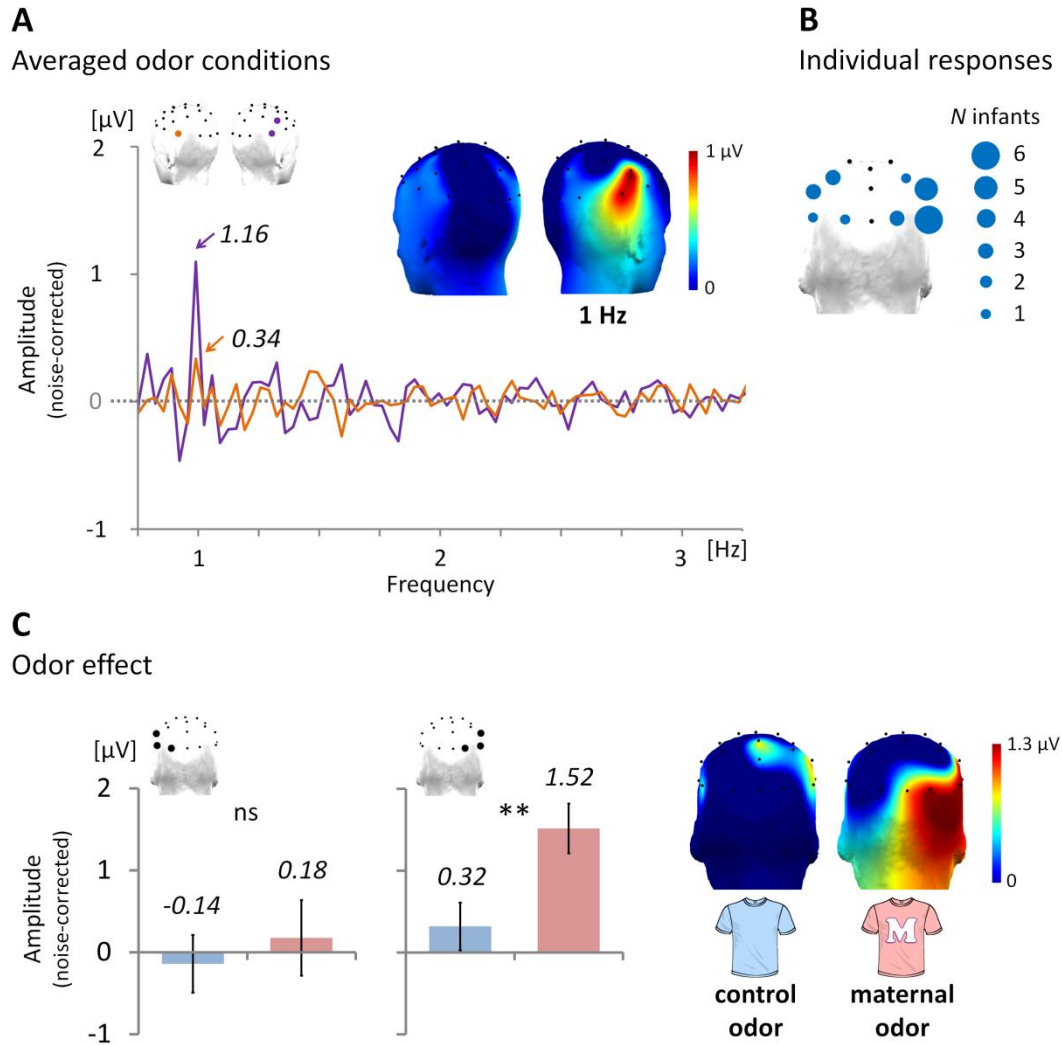 A
Averaged odor conditions
[µV]
2
1
0
-1
Amplitude
(noise-corrected)
1.16
0.34
1 µV
0
1 Hz
1
2
3
[Hz]
Frequency
B
Individual responses
N infants
6
5
4
3
2
1
C
Odor effect
[µV]
2
1
0
-1
Amplitude
(noise-corrected)
ns
-0.14
0.18
**
0.32
1.52
1.3 µV
0
M
control
odor
maternal
odor